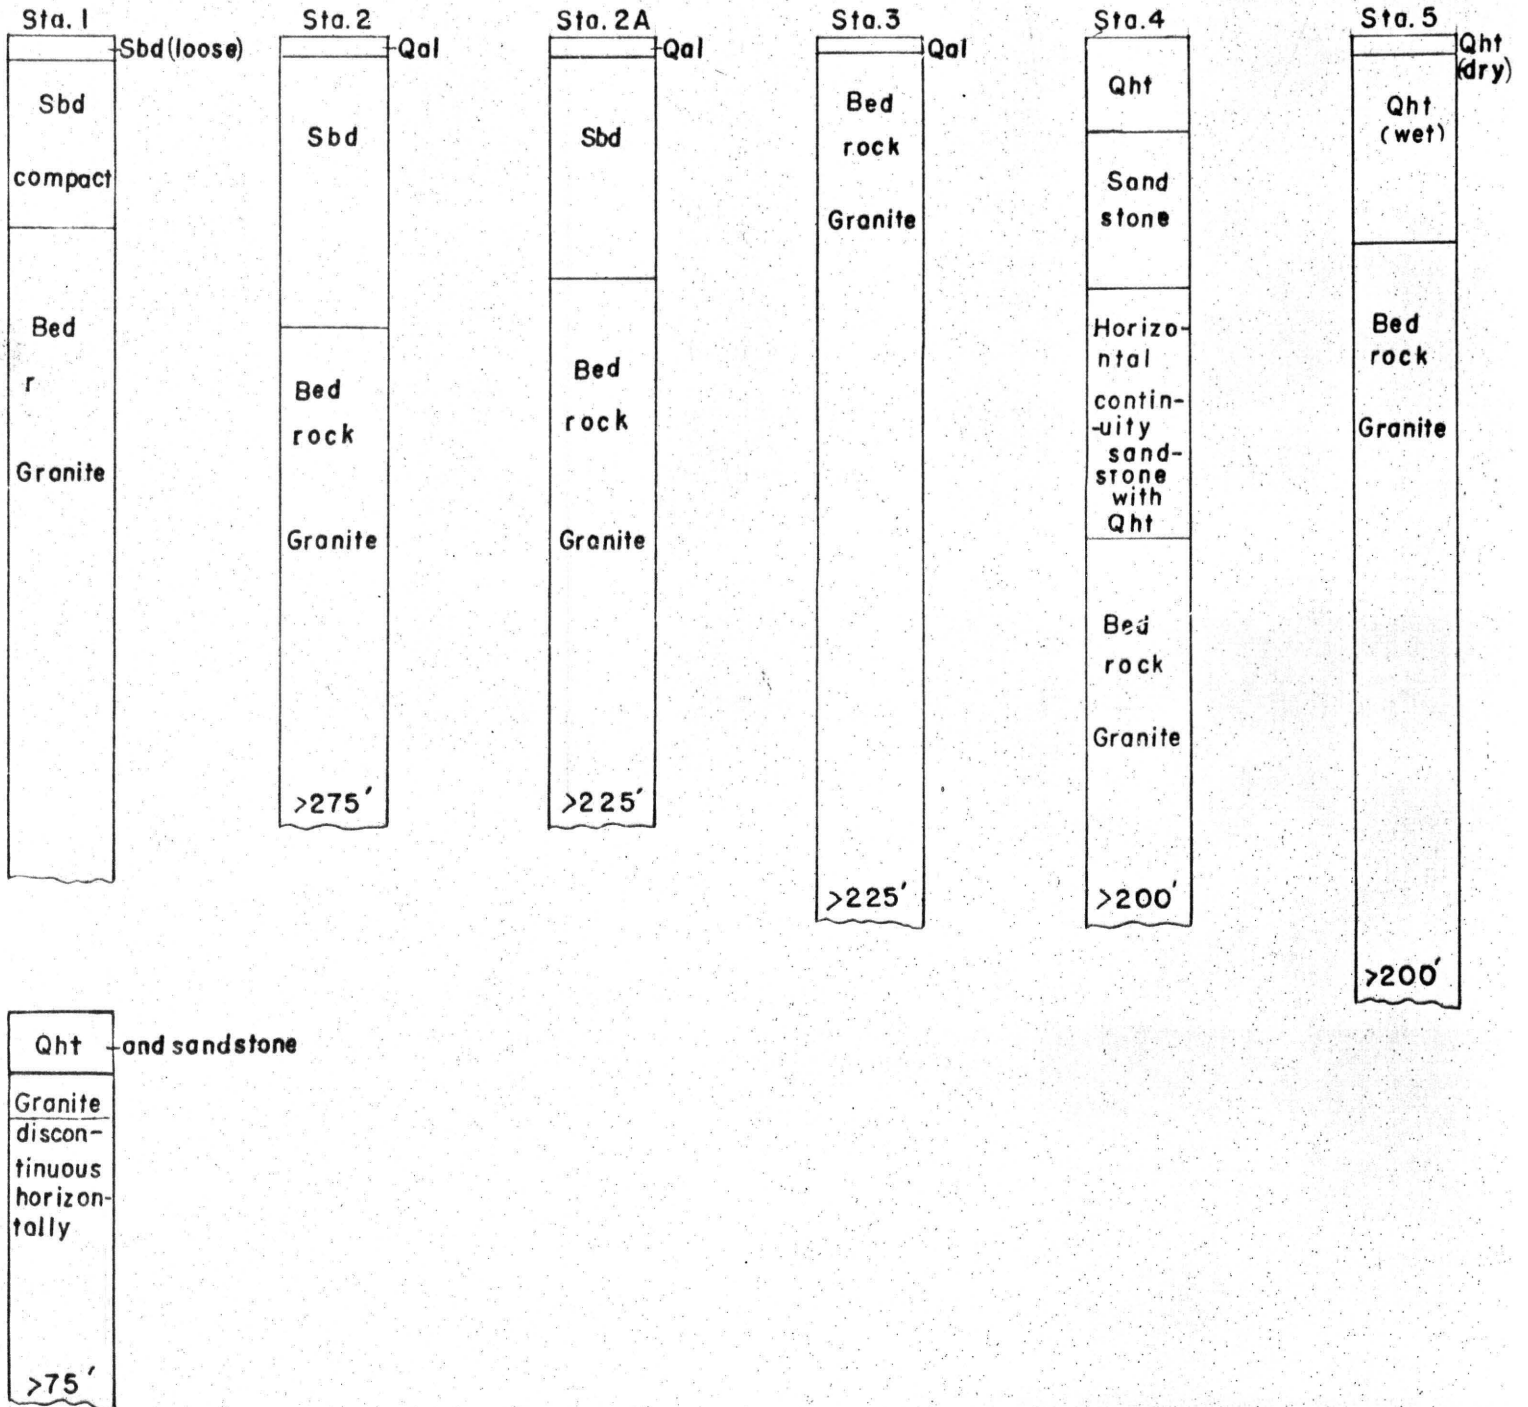 Sta. 1
Sbd (loose)
Sbd
compact
Bed
r
Granite
Sta. 2
Qal
Sbd
Bed
rock
Granite
>275'
Sta. 2A
Qal
Sbd
Bed
rock
Granite
>225'
Sta. 3
Qal
Bed
rock
Granite
>225'
Sta. 4
Qht
Sand
stone
Horizo-
ntal
contin-
-uity
sand-
stone
with
Qht
Bed
rock
Granite
>200'
Sta. 5
Qht
(dry)
Qht
(wet)
Bed
rock
Granite
>200'
Qht and sandstone
Granite
discon-
tinuous
horizon-
tally
>75'